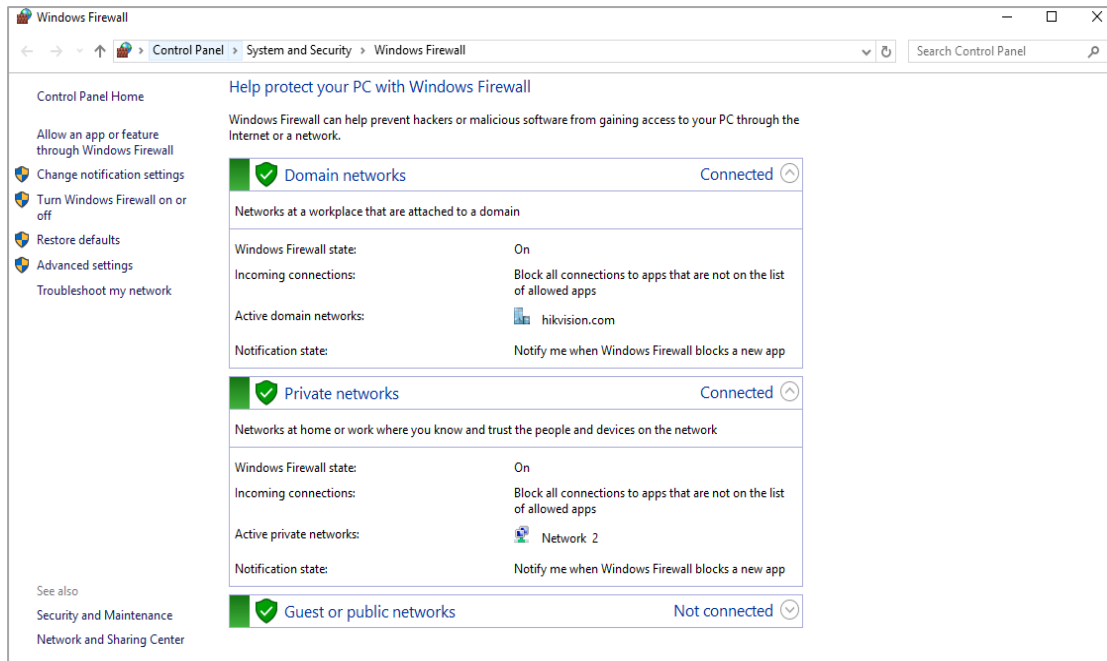 Windows Firewall
Control Panel > System and Security > Windows Firewall
Search Control Panel
Control Panel Home
Allow an app or feature
through Windows Firewall
Change notification settings
Turn Windows Firewall on or
off
Restore defaults
Advanced settings
Troubleshoot my network
See also
Security and Maintenance
Network and Sharing Center
Help protect your PC with Windows Firewall
Windows Firewall can help prevent hackers or malicious software from gaining access to your PC through the
Internet or a network.
Domain networks Connected
Networks at a workplace that are attached to a domain
Windows Firewall state: On
Incoming connections: Block all connections to apps that are not on the list
of allowed apps
Active domain networks: hikvision.com
Notification state: Notify me when Windows Firewall blocks a new app
Private networks Connected
Networks at home or work where you know and trust the people and devices on the network
Windows Firewall state: On
Incoming connections: Block all connections to apps that are not on the list
of allowed apps
Active private networks: Network 2
Notification state: Notify me when Windows Firewall blocks a new app
Guest or public networks Not connected